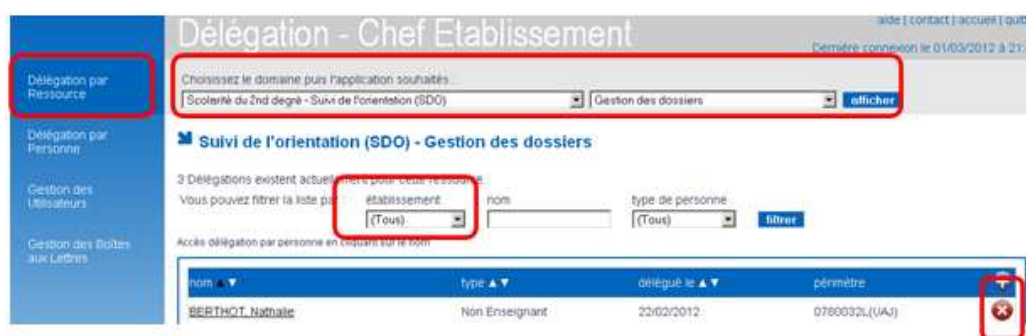 Délégation - Chef Etablissement
aide | contact | accueil | quit
Dernière connexion le 01/03/2012 à 21:
Délégation par
Ressource
Délégation par
Personne
Gestion des
Utilisateurs
Gestion des Boîtes
aux Lettres
Choisissez le domaine puis l'application souhaités
Scolarité du 2nd degré - Suivi de l'orientation (SDO) Gestion des dossiers afficher
Suivi de l'orientation (SDO) - Gestion des dossiers
3 Délégations existent actuellement pour cette ressource
Vous pouvez filtrer la liste par établissement nom type de personne
(Tous) (Tous) filtrer
Accès délégation par personne en cliquant sur le nom
nom type délégué le périmètre
BERTHOT, Nathalie Non Enseignant 22/02/2012 0780032L(UAJ)